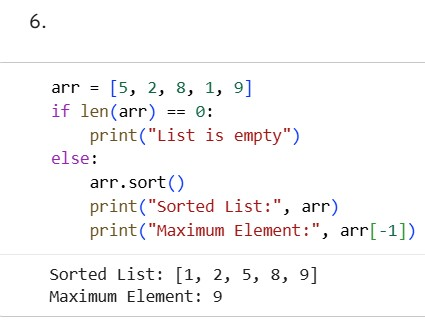 6.
arr = [5, 2, 8, 1, 9]
if len(arr) == 0:
    print("List is empty")
else:
    arr.sort()
    print("Sorted List:", arr)
    print("Maximum Element:", arr[-1])
Sorted List: [1, 2, 5, 8, 9]
Maximum Element: 9